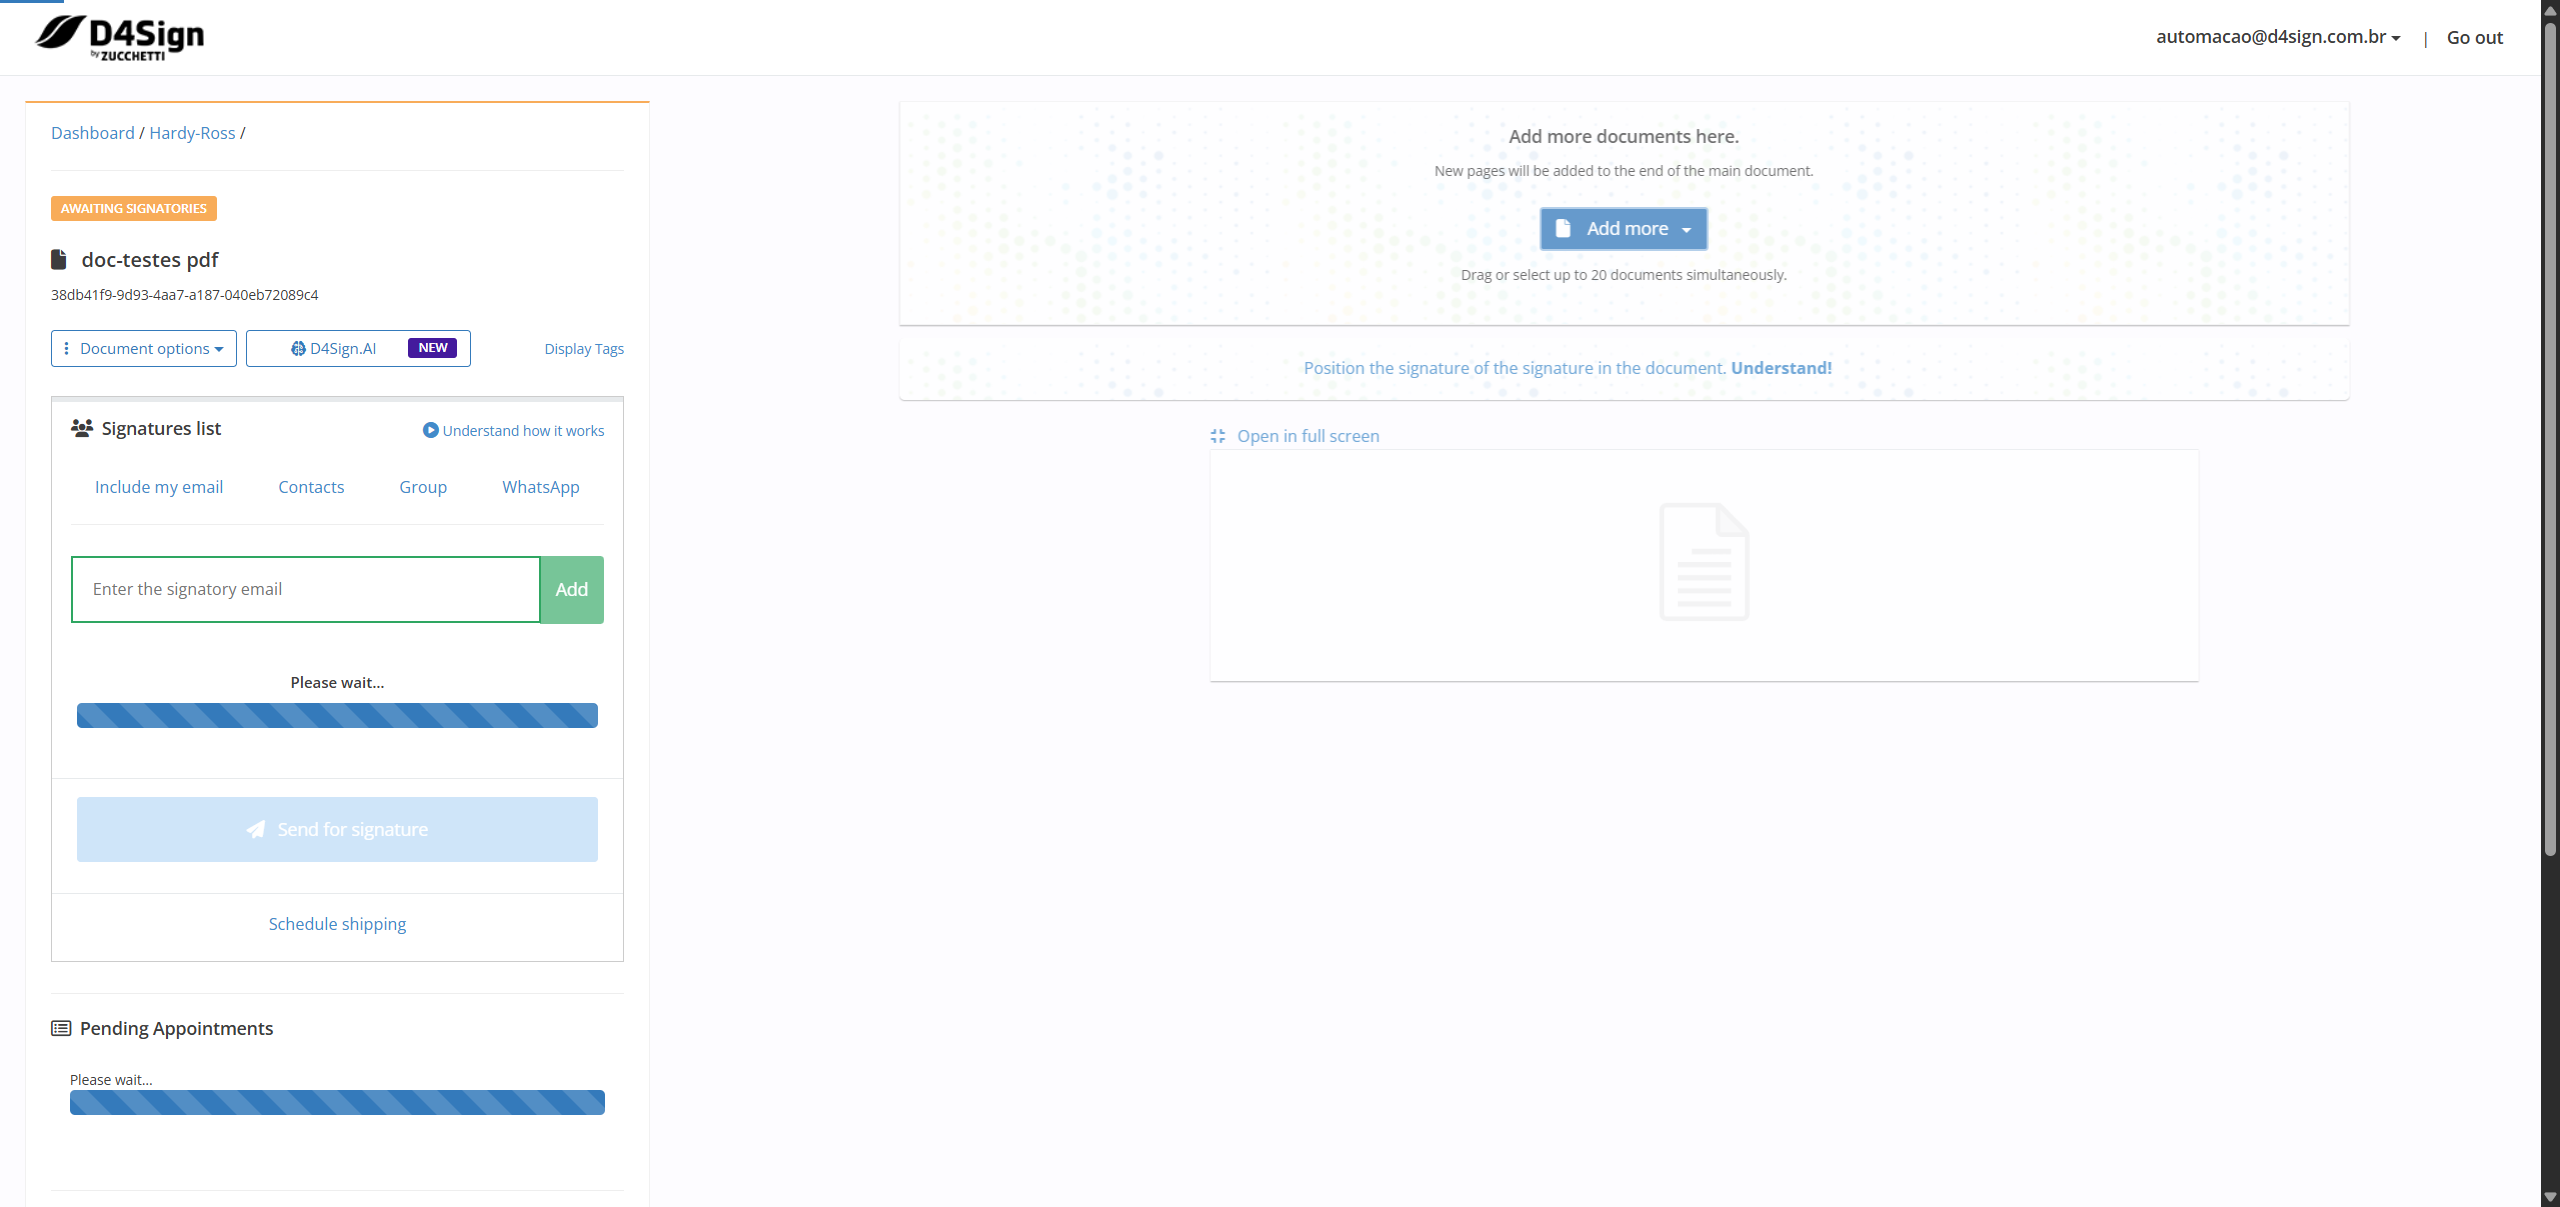 D4Sign
by ZUCCHETTI
automacao@d4sign.com.br | Go out
Dashboard / Hardy-Ross /
AWAITING SIGNATORIES
doc-testes pdf
38db41f9-9d93-4aa7-a187-040eb72089c4
Document options D4Sign.AI NEW Display Tags
Signatures list Understand how it works
Include my email Contacts Group WhatsApp
Enter the signatory email Add
Please wait...
Send for signature
Schedule shipping
Pending Appointments
Please wait...
Add more documents here.
New pages will be added to the end of the main document.
Add more
Drag or select up to 20 documents simultaneously.
Position the signature of the signature in the document. Understand!
Open in full screen